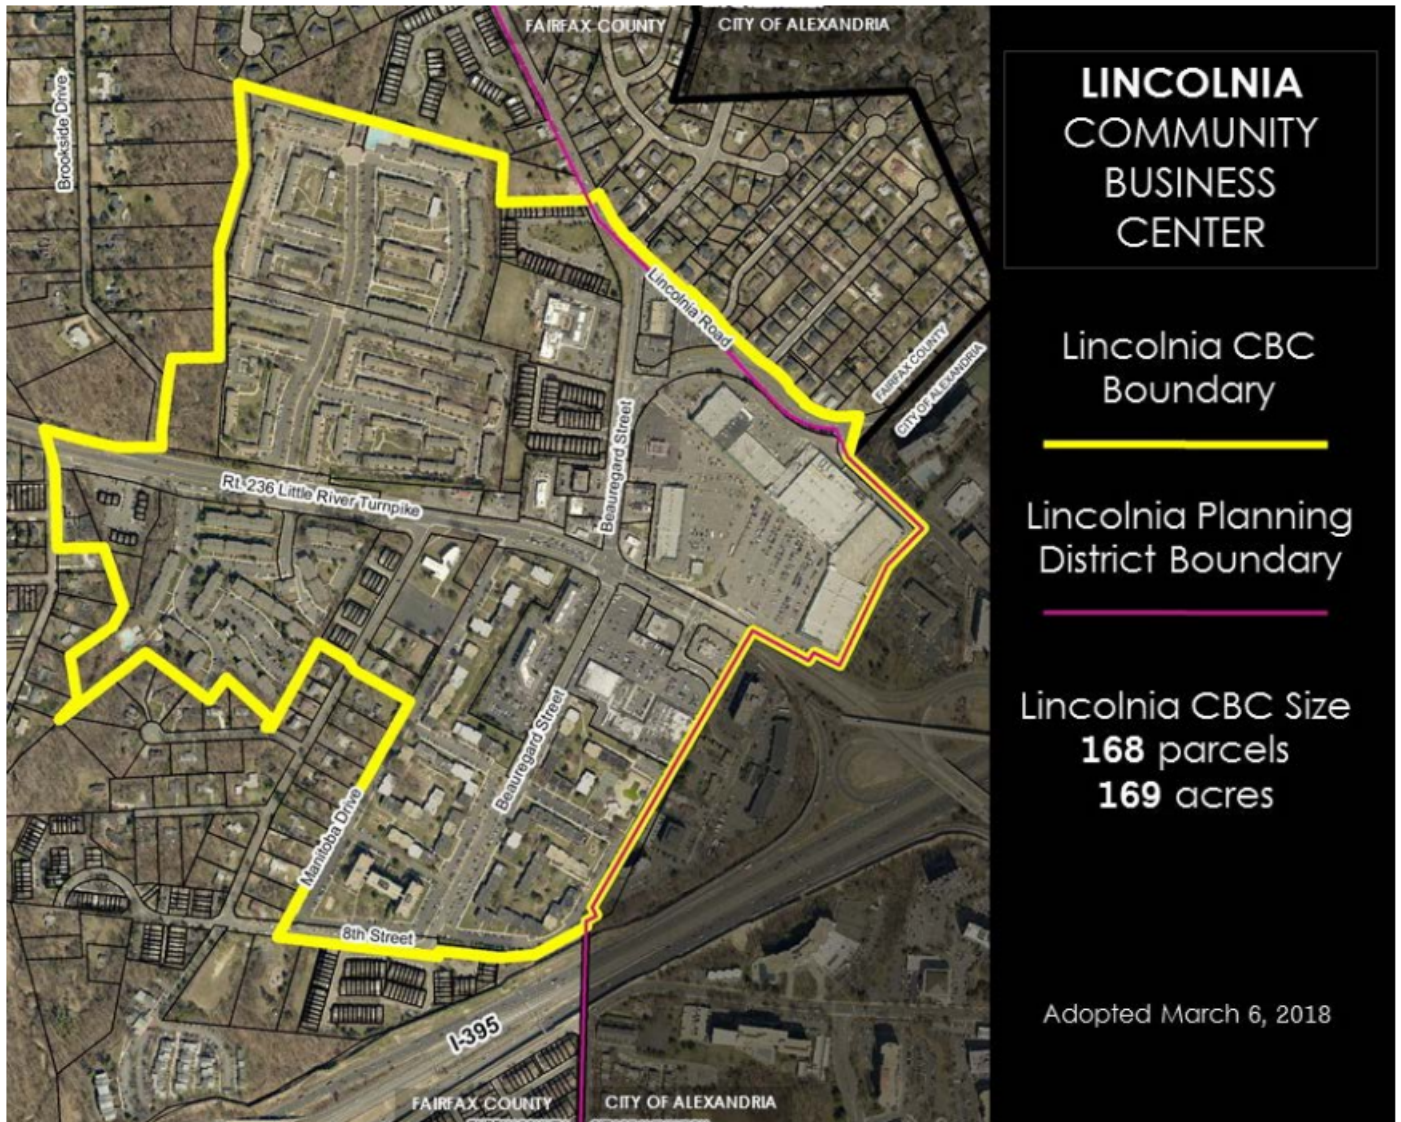 FAIRFAX COUNTY
CITY OF ALEXANDRIA
Brookside Drive
Lincolnia Road
FAIRFAX COUNTY
CITY OF ALEXANDRIA
Beauregard Street
Rt. 236 Little River Turnpike
Beauregard Street
Manitoba Drive
8th Street
I-395
FAIRFAX COUNTY
CITY OF ALEXANDRIA
LINCOLNIA
COMMUNITY
BUSINESS
CENTER
Lincolnia CBC
Boundary
Lincolnia Planning
District Boundary
Lincolnia CBC Size
168 parcels
169 acres
Adopted March 6, 2018